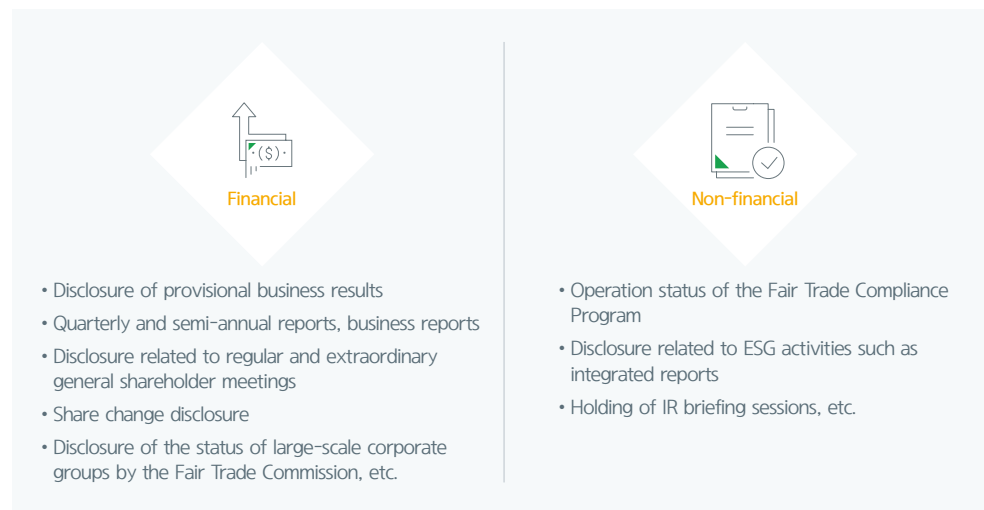 ($)
Financial
• Disclosure of provisional business results
• Quarterly and semi-annual reports, business reports
• Disclosure related to regular and extraordinary
general shareholder meetings
• Share change disclosure
• Disclosure of the status of large-scale corporate
groups by the Fair Trade Commission, etc.
Non-financial
• Operation status of the Fair Trade Compliance
Program
• Disclosure related to ESG activities such as
integrated reports
• Holding of IR briefing sessions, etc.